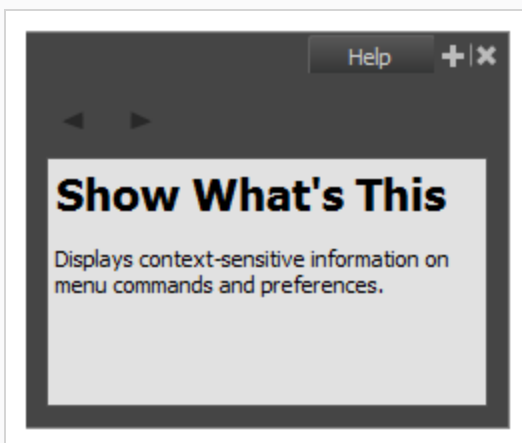 Help
Show What's This
Displays context-sensitive information on
menu commands and preferences.